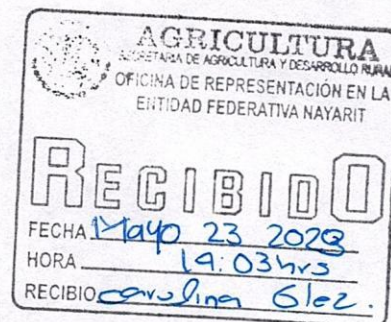 AGRICULTURA
SECRETARÍA DE AGRICULTURA Y DESARROLLO RURAL
OFICINA DE REPRESENTACIÓN EN LA
ENTIDAD FEDERATIVA NAYARIT
RECIBIDO
FECHA Mayo 23 2023
HORA 14:03hrs
RECIBIO Carolina Glez.